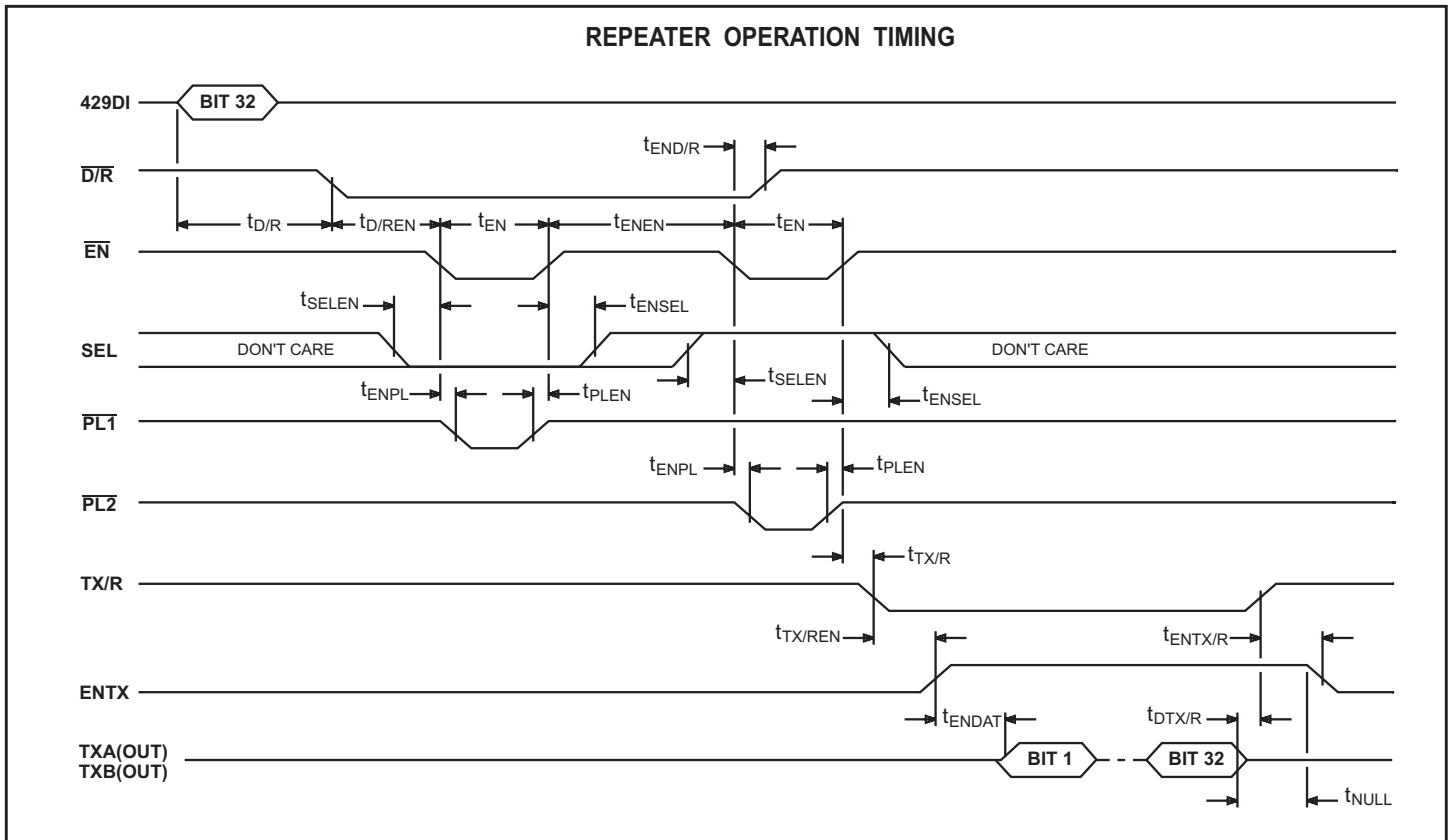 REPEATER OPERATION TIMING
429DI
BIT 32
tEND/R
D/R
tD/R
tD/REN
tEN
tENEN
tEN
EN
tSELEN
tENSEL
SEL
DON'T CARE
DON'T CARE
tSELEN
tENPL
tPLEN
tENSEL
PL1
tENPL
tPLEN
PL2
tTX/R
TX/R
tTX/REN
tENTX/R
ENTX
tENDAT
tDTX/R
TXA(OUT)
TXB(OUT)
BIT 1
BIT 32
tNULL